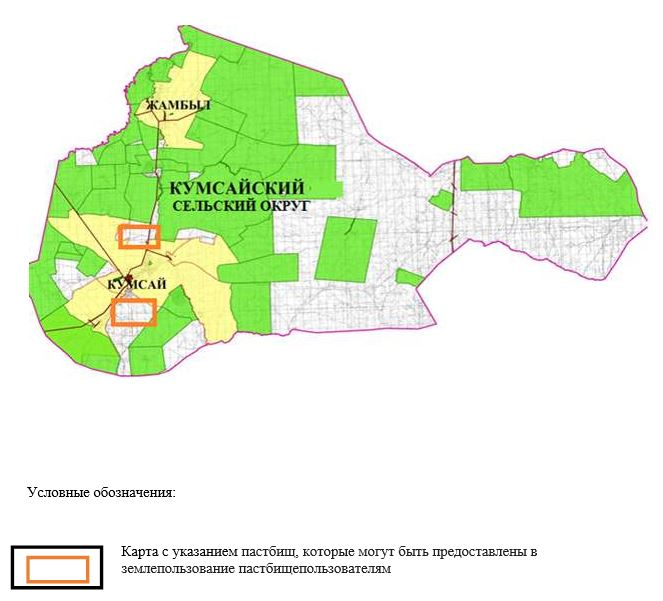 ЖАМБЫЛ
КУМСАЙСКИЙ
СЕЛЬСКИЙ ОКРУГ
КУМСАЙ
Условные обозначения:
Карта с указанием пастбищ, которые могут быть предоставлены в
землепользование пастбищепользователям